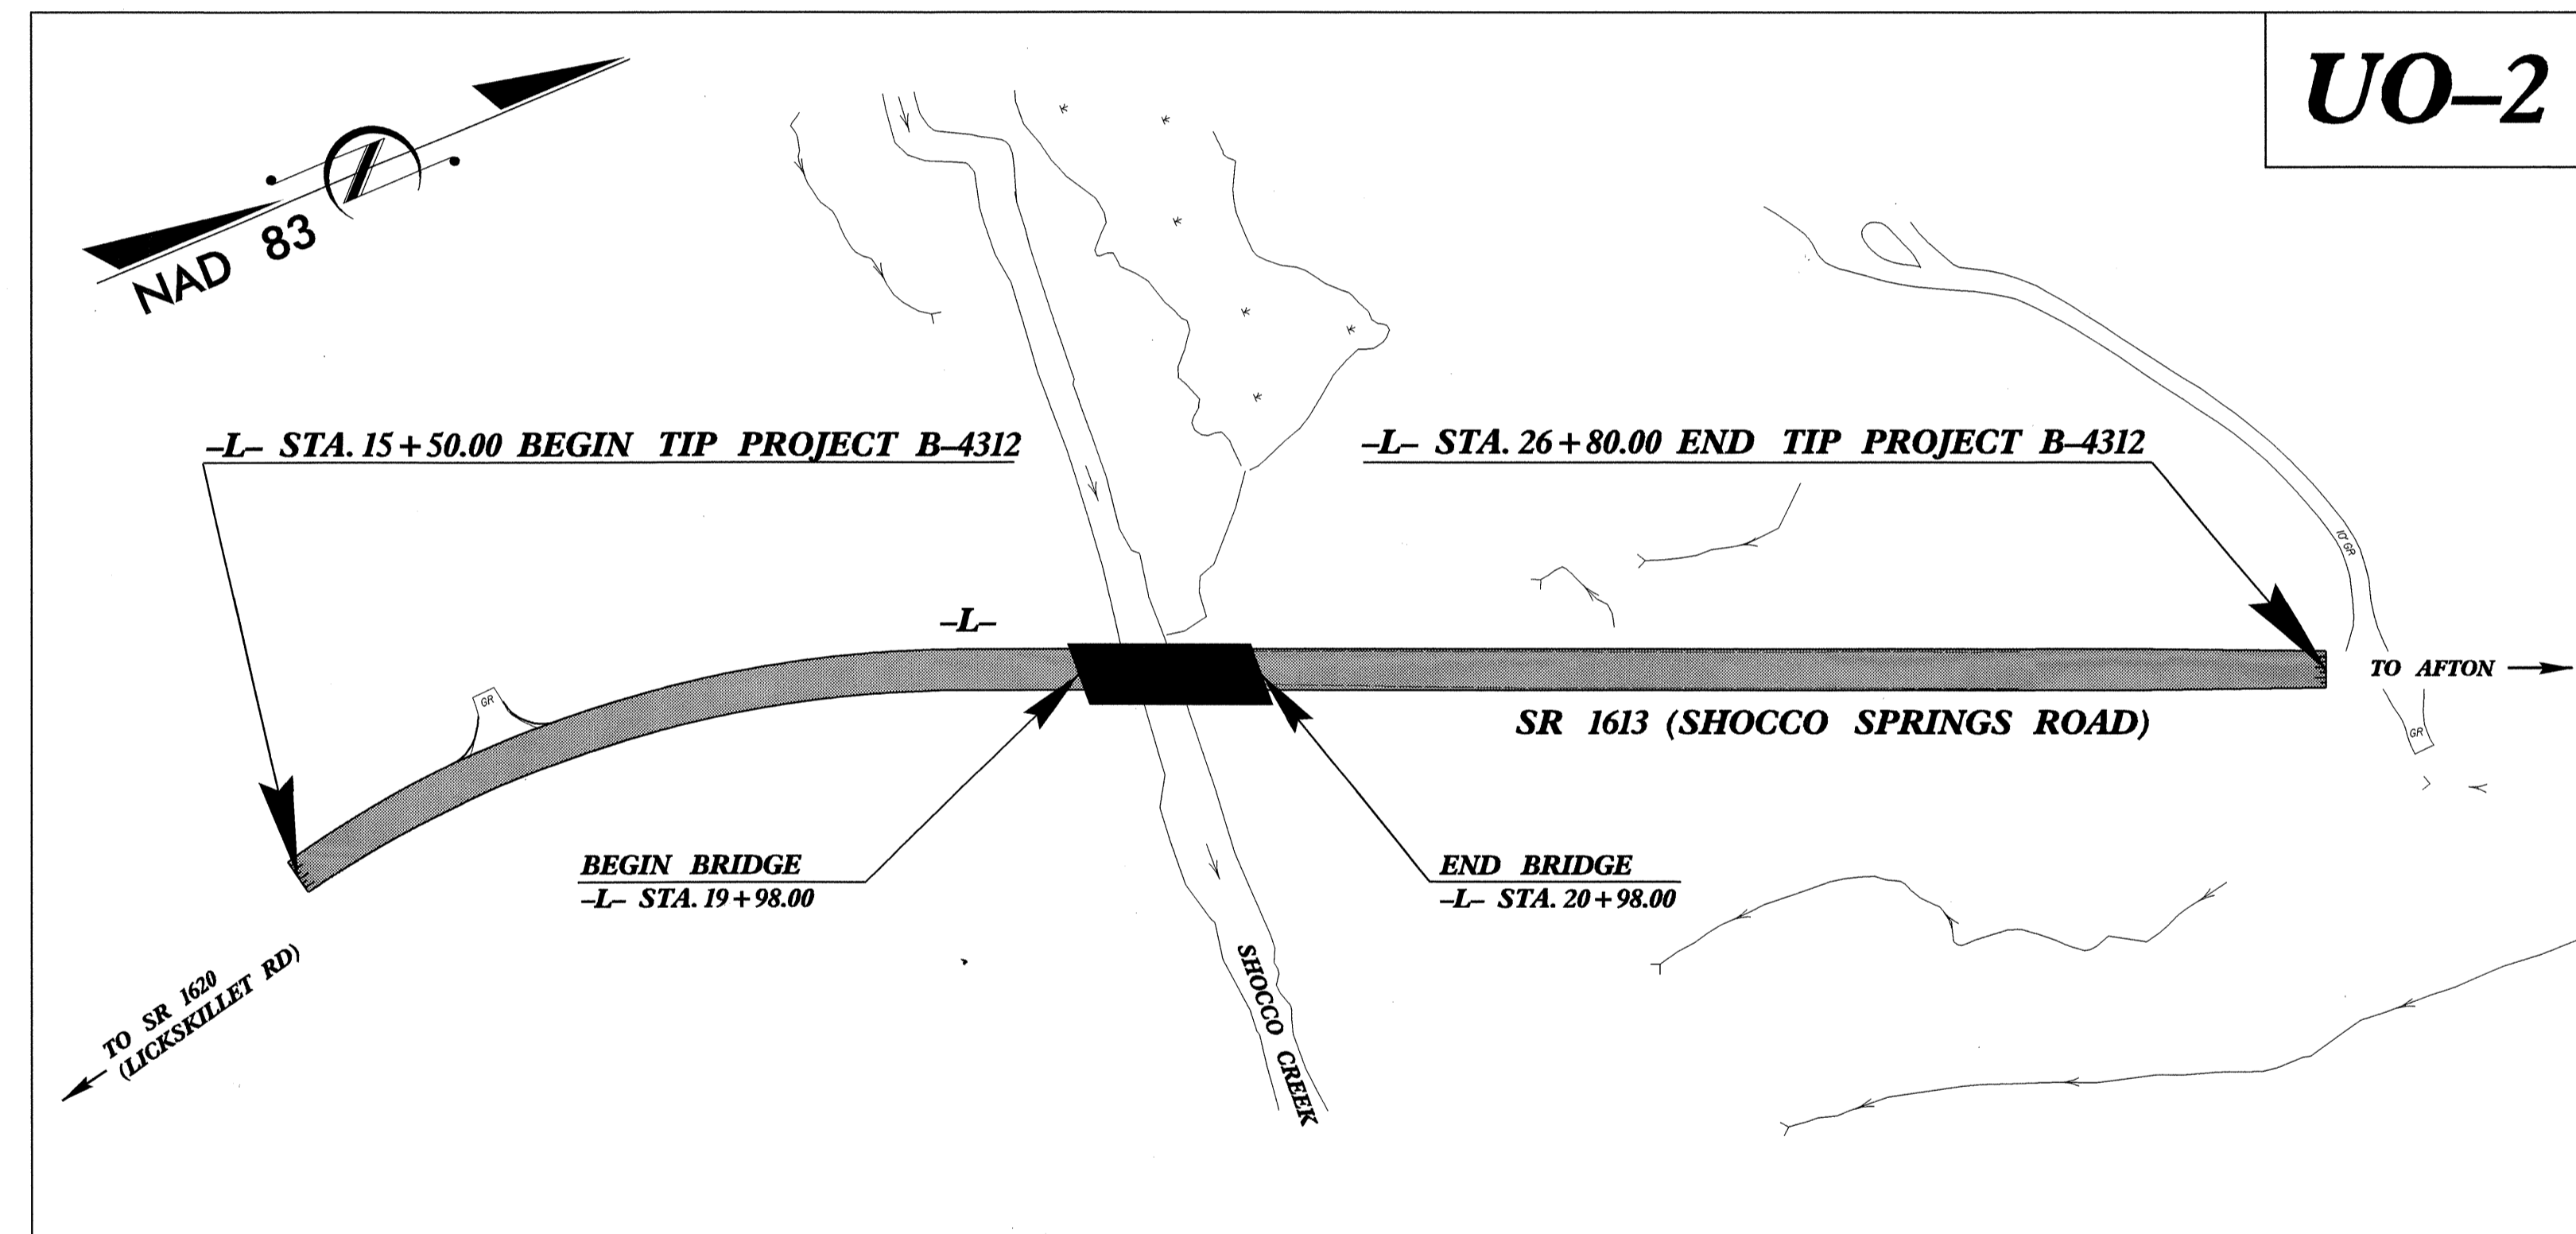 UO–2
NAD 83
–L– STA. 15+50.00 BEGIN TIP PROJECT B–4312
–L– STA. 26+80.00 END TIP PROJECT B–4312
10' GR
–L–
TO AFTON
GR
SR 1613 (SHOCCO SPRINGS ROAD)
GR
BEGIN BRIDGE
–L– STA. 19+98.00
END BRIDGE
–L– STA. 20+98.00
TO SR 1620
(LICKSKILLET RD)
SHOCCO CREEK